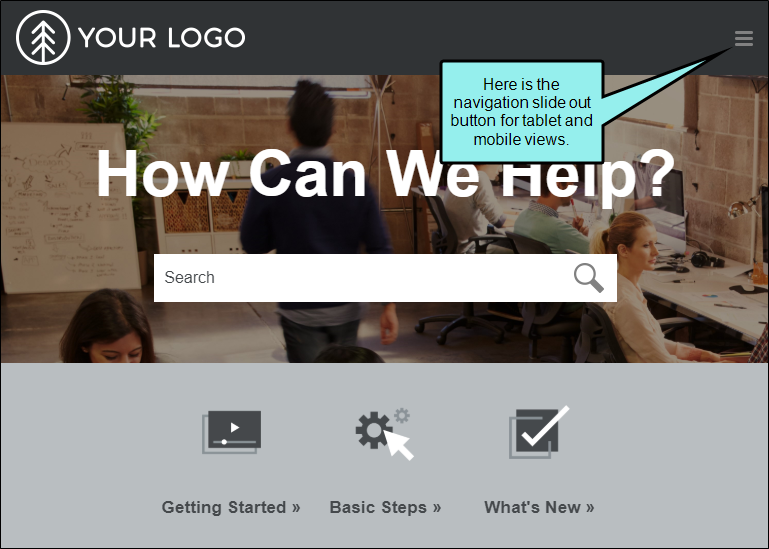 YOUR LOGO
Here is the
navigation slide out
button for tablet and
mobile views.
How Can We Help?
Search
Getting Started »
Basic Steps »
What's New »